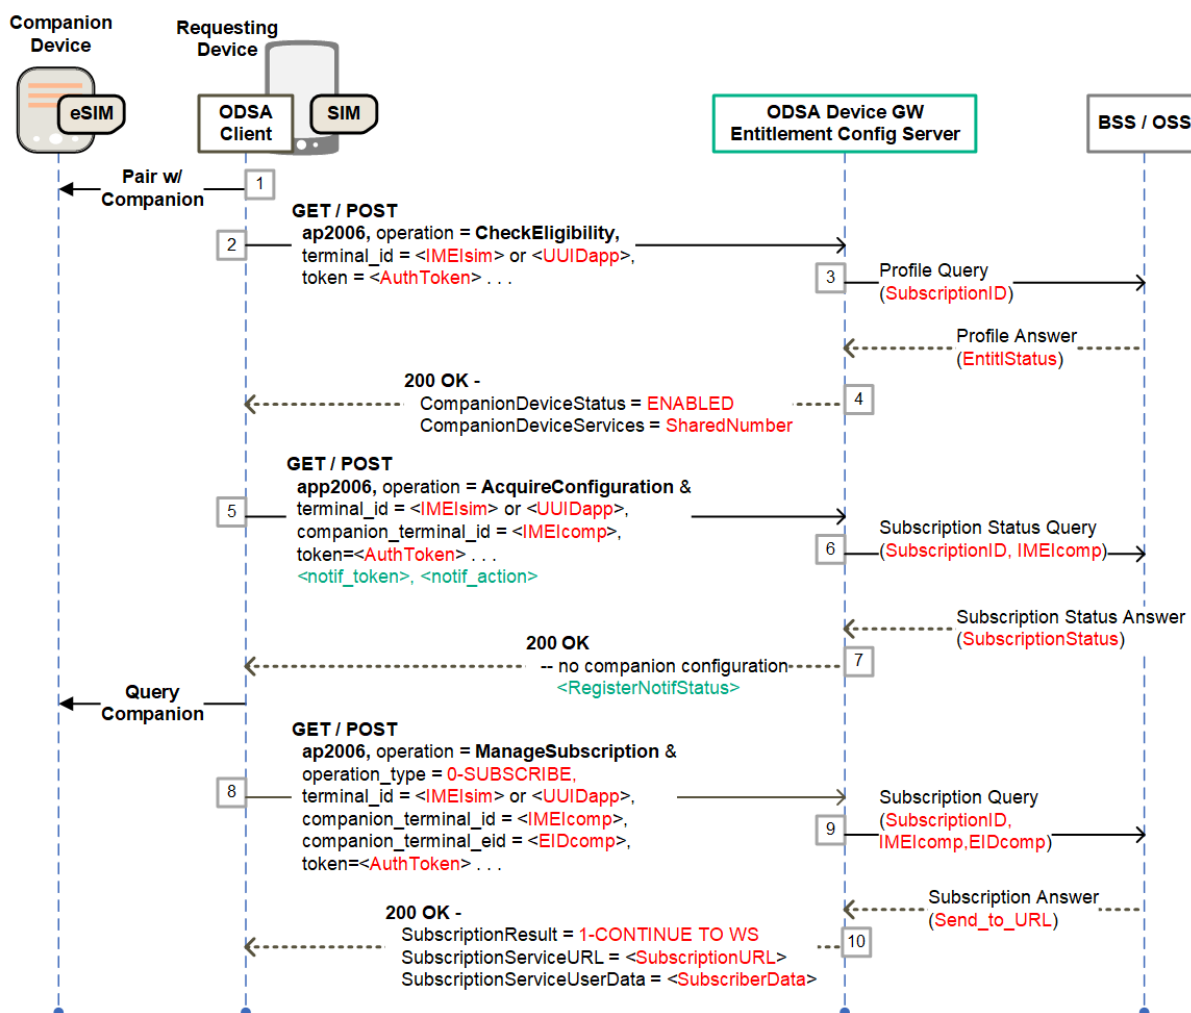 Companion
Device
Requesting
Device
eSIM
ODSA
Client
SIM
ODSA Device GW
Entitlement Config Server
BSS / OSS
Pair w/
Companion
1
GET / POST
2
ap2006, operation = CheckEligibility,
terminal_id = <IMEIsim> or <UUIDapp>,
token = <AuthToken> . . .
3
Profile Query
(SubscriptionID)
Profile Answer
(EntitlStatus)
200 OK -
4
CompanionDeviceStatus = ENABLED
CompanionDeviceServices = SharedNumber
GET / POST
5
app2006, operation = AcquireConfiguration &
terminal_id = <IMEIsim> or <UUIDapp>,
companion_terminal_id = <IMEIcomp>,
token=<AuthToken> . . .
<notif_token>, <notif_action>
6
Subscription Status Query
(SubscriptionID, IMEIcomp)
Subscription Status Answer
(SubscriptionStatus)
200 OK
7
-- no companion configuration
<RegisterNotifStatus>
Query
Companion
GET / POST
8
ap2006, operation = ManageSubscription &
operation_type = 0-SUBSCRIBE,
terminal_id = <IMEIsim> or <UUIDapp>,
companion_terminal_id = <IMEIcomp>,
companion_terminal_eid = <EIDcomp>,
token=<AuthToken> . . .
9
Subscription Query
(SubscriptionID,
IMEIcomp,EIDcomp)
Subscription Answer
(Send_to_URL)
200 OK -
10
SubscriptionResult = 1-CONTINUE TO WS
SubscriptionServiceURL = <SubscriptionURL>
SubscriptionServiceUserData = <SubscriberData>